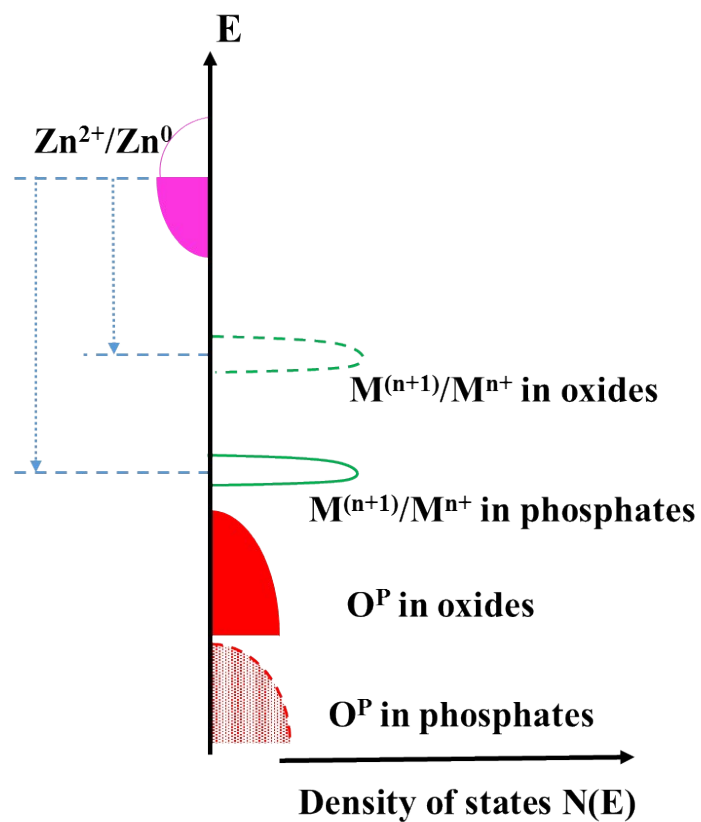 E
Zn²⁺/Zn⁰
M⁽ⁿ⁺¹⁾/Mⁿ⁺ in oxides
M⁽ⁿ⁺¹⁾/Mⁿ⁺ in phosphates
Oᴾ in oxides
Oᴾ in phosphates
Density of states N(E)